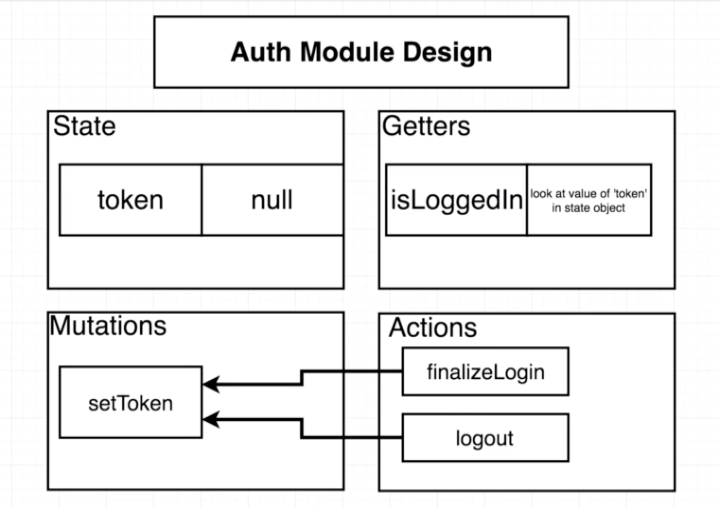 Auth Module Design
State
token
null
Getters
isLoggedIn
look at value of 'token'
in state object
Mutations
setToken
Actions
finalizeLogin
logout